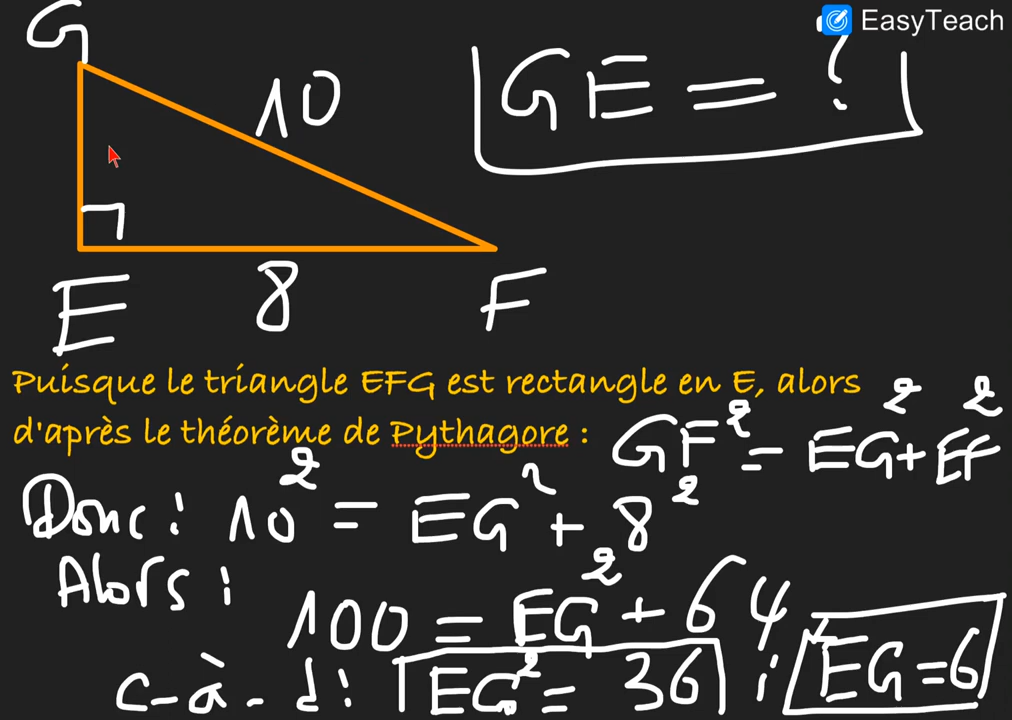 EasyTeach
G
10
GE = ?
E
8
F
Puisque le triangle EFG est rectangle en E, alors
d'après le théorème de Pythagore : GF² = EG² + EF²
Donc : 10² = EG² + 8²
Alors :
100 = EG² + 64
c-à-d : EG² = 36 ; EG = 6